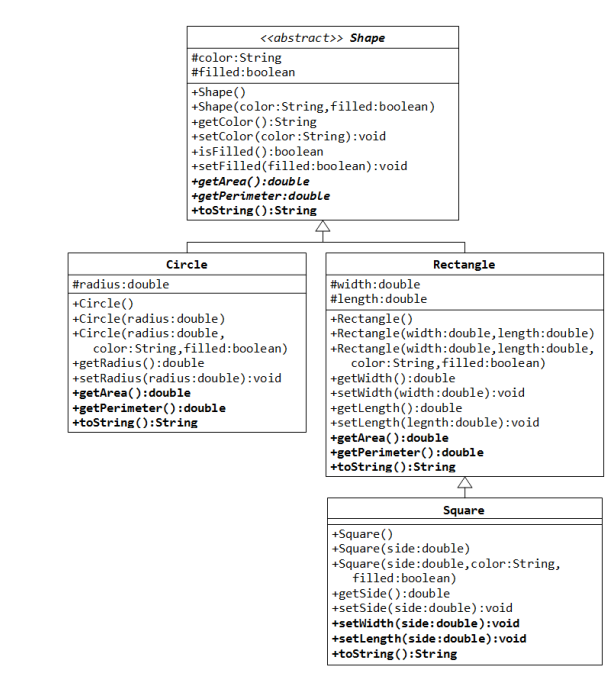 <<abstract>> Shape
#color:String
#filled:boolean
+Shape()
+Shape(color:String,filled:boolean)
+getColor():String
+setColor(color:String):void
+isFilled():boolean
+setFilled(filled:boolean):void
+getArea():double
+getPerimeter:double
+toString():String
Circle
#radius:double
+Circle()
+Circle(radius:double)
+Circle(radius:double,
color:String,filled:boolean)
+getRadius():double
+setRadius(radius:double):void
+getArea():double
+getPerimeter():double
+toString():String
Rectangle
#width:double
#length:double
+Rectangle()
+Rectangle(width:double,length:double)
+Rectangle(width:double,length:double,
color:String,filled:boolean)
+getWidth():double
+setWidth(width:double):void
+getLength():double
+setLength(legnth:double):void
+getArea():double
+getPerimeter():double
+toString():String
Square
+Square()
+Square(side:double)
+Square(side:double,color:String,
filled:boolean)
+getSide():double
+setSide(side:double):void
+setWidth(side:double):void
+setLength(side:double):void
+toString():String